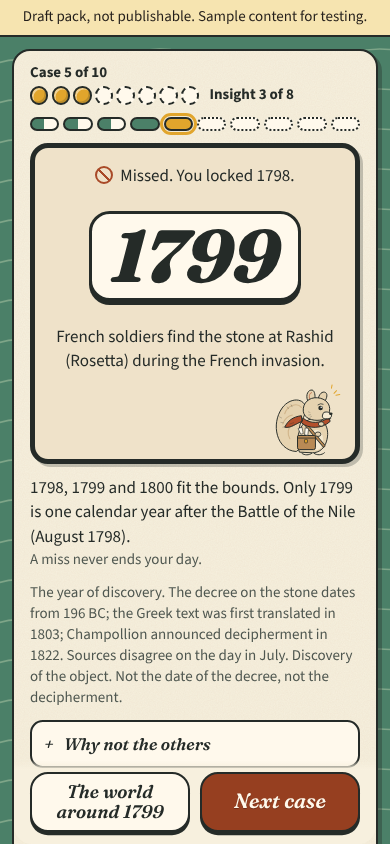 Draft pack, not publishable. Sample content for testing.
Case 5 of 10
Insight 3 of 8
Missed. You locked 1798.
1799
French soldiers find the stone at Rashid
(Rosetta) during the French invasion.
1798, 1799 and 1800 fit the bounds. Only 1799
is one calendar year after the Battle of the Nile
(August 1798).
A miss never ends your day.
The year of discovery. The decree on the stone dates
from 196 BC; the Greek text was first translated in
1803; Champollion announced decipherment in
1822. Sources disagree on the day in July. Discovery
of the object. Not the date of the decree, not the
decipherment.
+ Why not the others
The world
around 1799
Next case